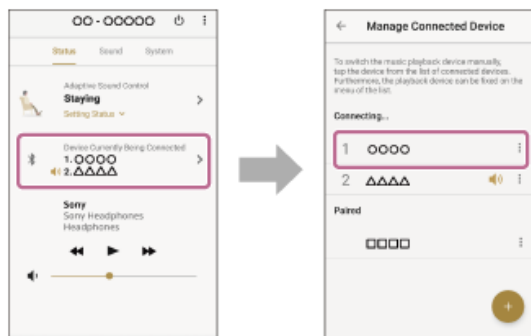 OO-OOOOO
Status Sound System
Adaptive Sound Control
Staying
Setting Status
Device Currently Being Connected
1.OOOO
2.△△△△
Sony
Sony Headphones
Headphones
Manage Connected Device
To switch the music playback device manually,
tap the device from the list of connected devices.
Furthermore, the playback device can be fixed on the
menu of the list.
Connecting...
1 OOOO
2 △△△△
Paired
□□□□